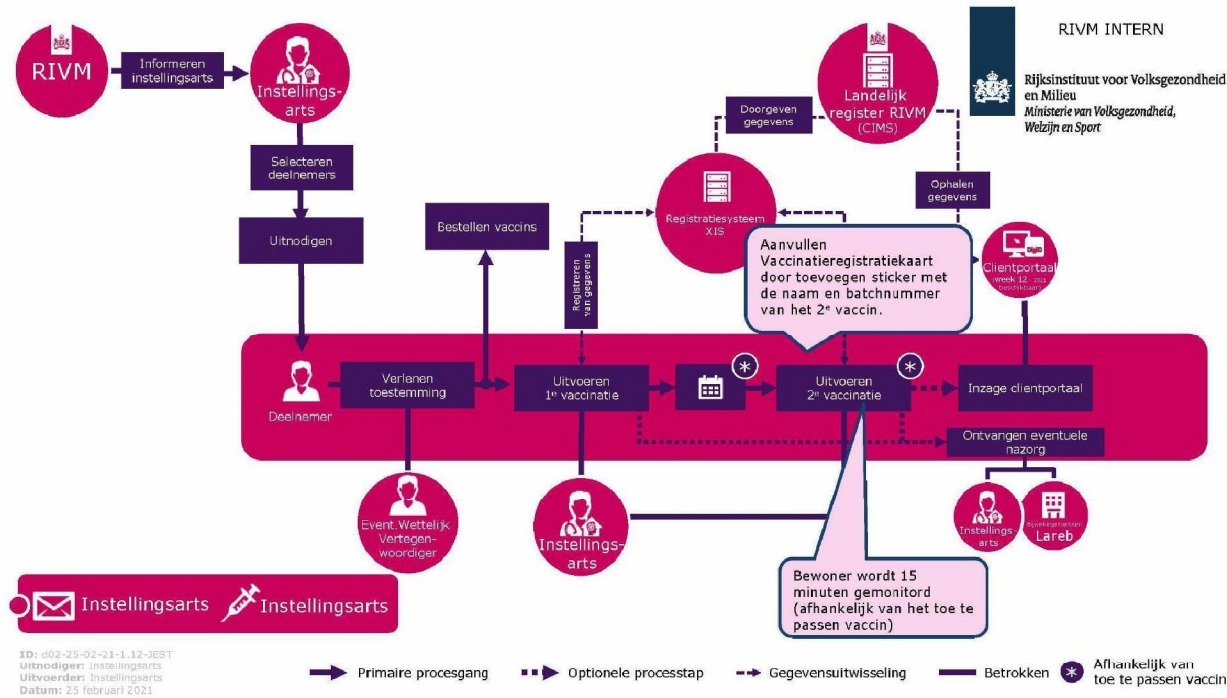 RIVM INTERN
RIVM
Informeren
instellingsarts
Instellings-
arts
Landelijk
register RIVM
(CIMS)
Rijksinstituut voor Volksgezondheid
en Milieu
Ministerie van Volksgezondheid,
Welzijn en Sport
Doorgeven
gegevens
Selecteren
deelnemers
Ophalen
gegevens
Uitnodigen
Bestellen vaccins
Registratiesysteem
XIS
Aanvullen
Vaccinatieregistratiekaart
door toevoegen sticker met
de naam en batchnummer
van het 2e vaccin.
DigiD
Clientportaal
(week 12 - 2021
beschikbaar)
Registreren
van gegevens
Deelnemer
Verlenen
toestemming
Uitvoeren
1e vaccinatie
*
Uitvoeren
2e vaccinatie
*
Inzage clientportaal
Ontvangen eventuele
nazorg
Event.Wettelijk
Vertegen-
woordiger
Instellings-
arts
Instellings-
arts
Bijwerkingencentrum
Lareb
Bewoner wordt 15
minuten gemonitord
(afhankelijk van het toe te
passen vaccin)
Instellingsarts
Instellingsarts
ID: d02-25-02-21-1.12-JEST
Uitnodiger: Instellingsarts
Uitvoerder: Instellingsarts
Datum: 25 februari 2021
Primaire procesgang
Optionele processtap
Gegevensuitwisseling
Betrokken
*
Afhankelijk van
toe te passen vaccin